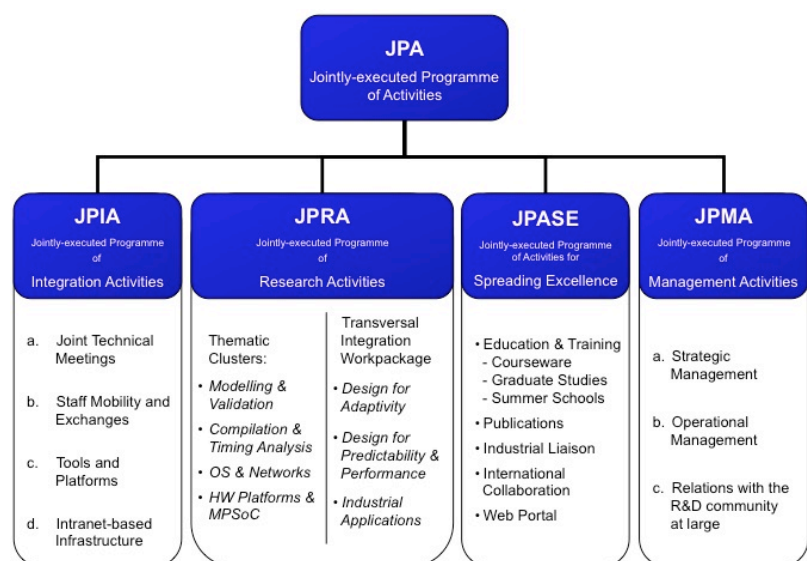 JPA
Jointly-executed Programme
of Activities
JPIA
Jointly-executed Programme
of
Integration Activities
a. Joint Technical
Meetings
b. Staff Mobility and
Exchanges
c. Tools and
Platforms
d. Intranet-based
Infrastructure
JPRA
Jointly-executed Programme
of
Research Activities
Thematic
Clusters:
• Modelling &
Validation
• Compilation &
Timing Analysis
• OS & Networks
• HW Platforms &
MPSoC
Transversal
Integration
Workpackage
• Design for
Adaptivity
• Design for
Predictability &
Performance
• Industrial
Applications
JPASE
Jointly-executed Programme
of Activities for
Spreading Excellence
• Education & Training
- Courseware
- Graduate Studies
- Summer Schools
• Publications
• Industrial Liaison
• International
Collaboration
• Web Portal
JPMA
Jointly-executed Programme
of
Management Activities
a. Strategic
Management
b. Operational
Management
c. Relations with the
R&D community
at large